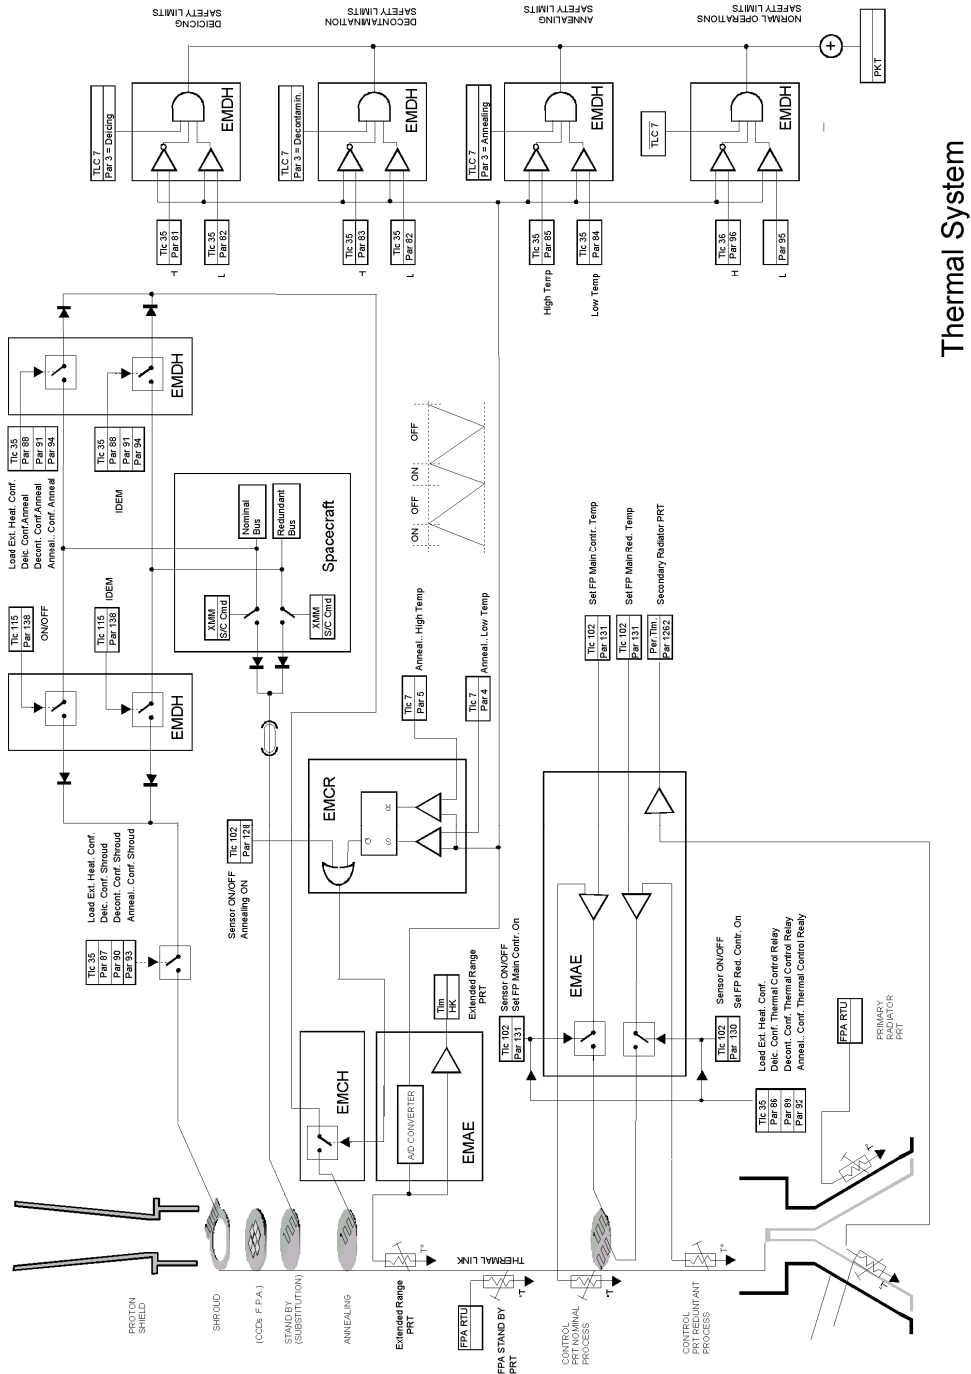 Thermal System
DEICICNG
SAFETY LIMITS
DECONTAMINATION
SAFETY LIMITS
ANNEALING
SAFETY LIMITS
NORMAL OPERATIONS
SAFETY LIMITS
PKT
TLC 7
Par 3 = Deicing
EMDH
TLC 7
Par 3 = Decontamin.
EMDH
TLC 7
Par 3 = Annealing
EMDH
TLC 7
EMDH
Tlc 35
Par 81
H
Tlc 35
Par 82
L
Tlc 35
Par 83
H
Tlc 35
Par 82
L
Tlc 35
Par 85
High Temp
Tlc 35
Par 84
Low Temp
Tlc 36
Par 96
H
Par 95
L
EMDH
Tlc 35
Par 88
Par 91
Par 94
Load Ext. Heat. Conf.
Deic. Conf.Anneal
Decont. Conf.Anneal
Anneal.. Conf. Anneal
Tlc 35
Par 88
Par 91
Par 94
IDEM
Nominal
Bus
Redundant
Bus
Spacecraft
XMM
S/C Cmd
XMM
S/C Cmd
ON
OFF
ON
OFF
Tlc 115
Par 138
ON/OFF
Tlc 115
Par 138
IDEM
EMDH
Tlc 7
Par 5
Anneal.. High Temp
Tlc 7
Par 4
Anneal.. Low Temp
Tlc 102
Par 131
Set FP Main Contr. Temp
Tlc 102
Par 131
Set FP Main Red. Temp
Per.Tlm.
Par 1262
Secondary Radiator PRT
EMCR
R
S
Q
Tlc 102
Par 128
Sensor ON/OFF
Annealing ON
Load Ext. Heat. Conf.
Deic. Conf. Shroud
Decont. Conf. Shroud
Anneal.. Conf. Shroud
Tlc 35
Par 87
Par 90
Par 93
EMAE
Tlc 102
Par 131
Sensor ON/OFF
Set FP Main Contr. On
Tlc 102
Par 130
Sensor ON/OFF
Set FP Red. Contr. On
Tlm
HK
Extended Range
PRT
EMCH
A/D CONVERTER
EMAE
Tlc 35
Par 86
Par 89
Par 92
Load Ext. Heat. Conf.
Deic. Conf. Thermal Control Relay
Decont. Conf. Thermal Control Relay
Anneal.. Conf. Thermal Control Realy
FPA RTU
PRIMARY
RADIATOR
PRT
PROTON
SHIELD
SHROUD
(CCDs F.P.A.)
STAND BY
(SUBSTITUTION)
ANNEALING
T°
Extended Range
PRT
THERMAL LINK
FPA RTU
°T
FPA STAND BY
PRT
°T
CONTROL
PRT NOMINAL
PROCESS
T°
CONTROL
PRT REDUNTANT
PROCESS
°T
°T